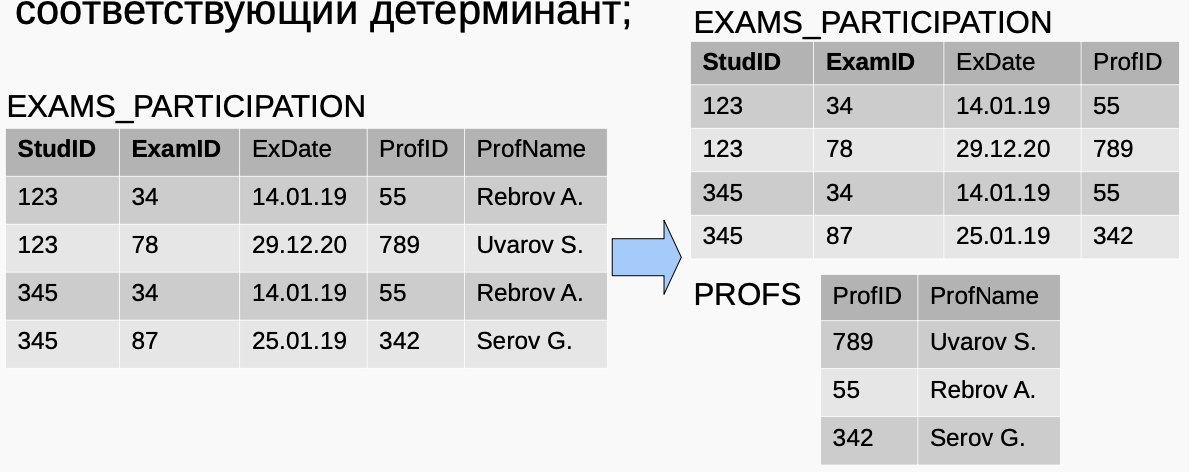 соответствующий детерминант;
EXAMS_PARTICIPATION
StudID ExamID ExDate ProfID ProfName
123 34 14.01.19 55 Rebrov A.
123 78 29.12.20 789 Uvarov S.
345 34 14.01.19 55 Rebrov A.
345 87 25.01.19 342 Serov G.
EXAMS_PARTICIPATION
StudID ExamID ExDate ProfID
123 34 14.01.19 55
123 78 29.12.20 789
345 34 14.01.19 55
345 87 25.01.19 342
PROFS
ProfID ProfName
789 Uvarov S.
55 Rebrov A.
342 Serov G.